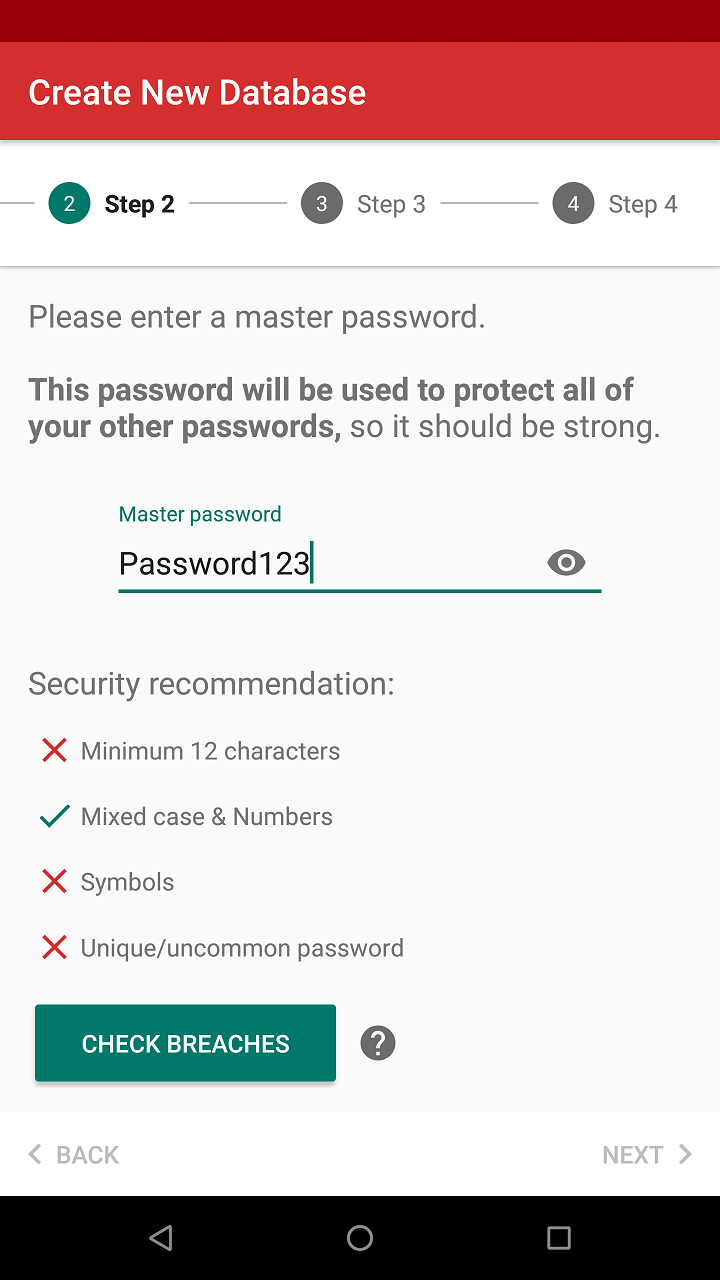 Create New Database
2 Step 2 3 Step 3 4 Step 4
Please enter a master password.
This password will be used to protect all of
your other passwords, so it should be strong.
Master password
Password123
Security recommendation:
Minimum 12 characters
Mixed case & Numbers
Symbols
Unique/uncommon password
CHECK BREACHES ?
BACK NEXT